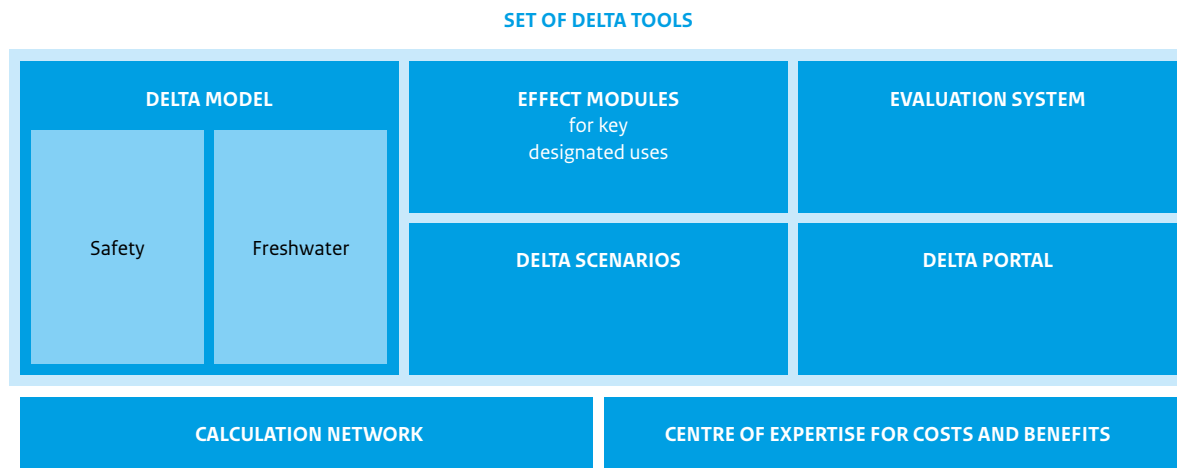 SET OF DELTA TOOLS
DELTA MODEL
Safety
Freshwater
EFFECT MODULES
for key
designated uses
EVALUATION SYSTEM
DELTA SCENARIOS
DELTA PORTAL
CALCULATION NETWORK
CENTRE OF EXPERTISE FOR COSTS AND BENEFITS